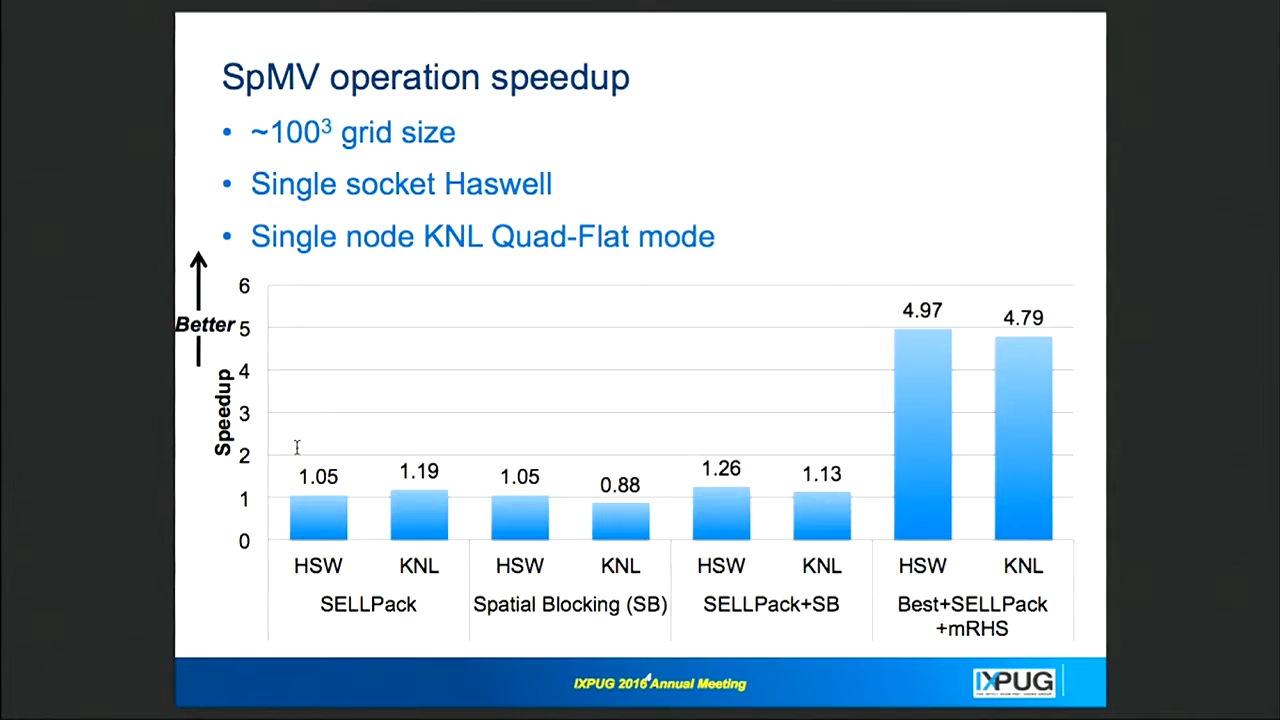 SpMV operation speedup
• ~100³ grid size
• Single socket Haswell
• Single node KNL Quad-Flat mode
Better
Speedup
6
5
4
3
2
1
0
1.05
1.19
1.05
0.88
1.26
1.13
4.97
4.79
HSW KNL HSW KNL HSW KNL HSW KNL
SELLPack Spatial Blocking (SB) SELLPack+SB Best+SELLPack
+mRHS
IXPUG 2016 Annual Meeting
IXPUG